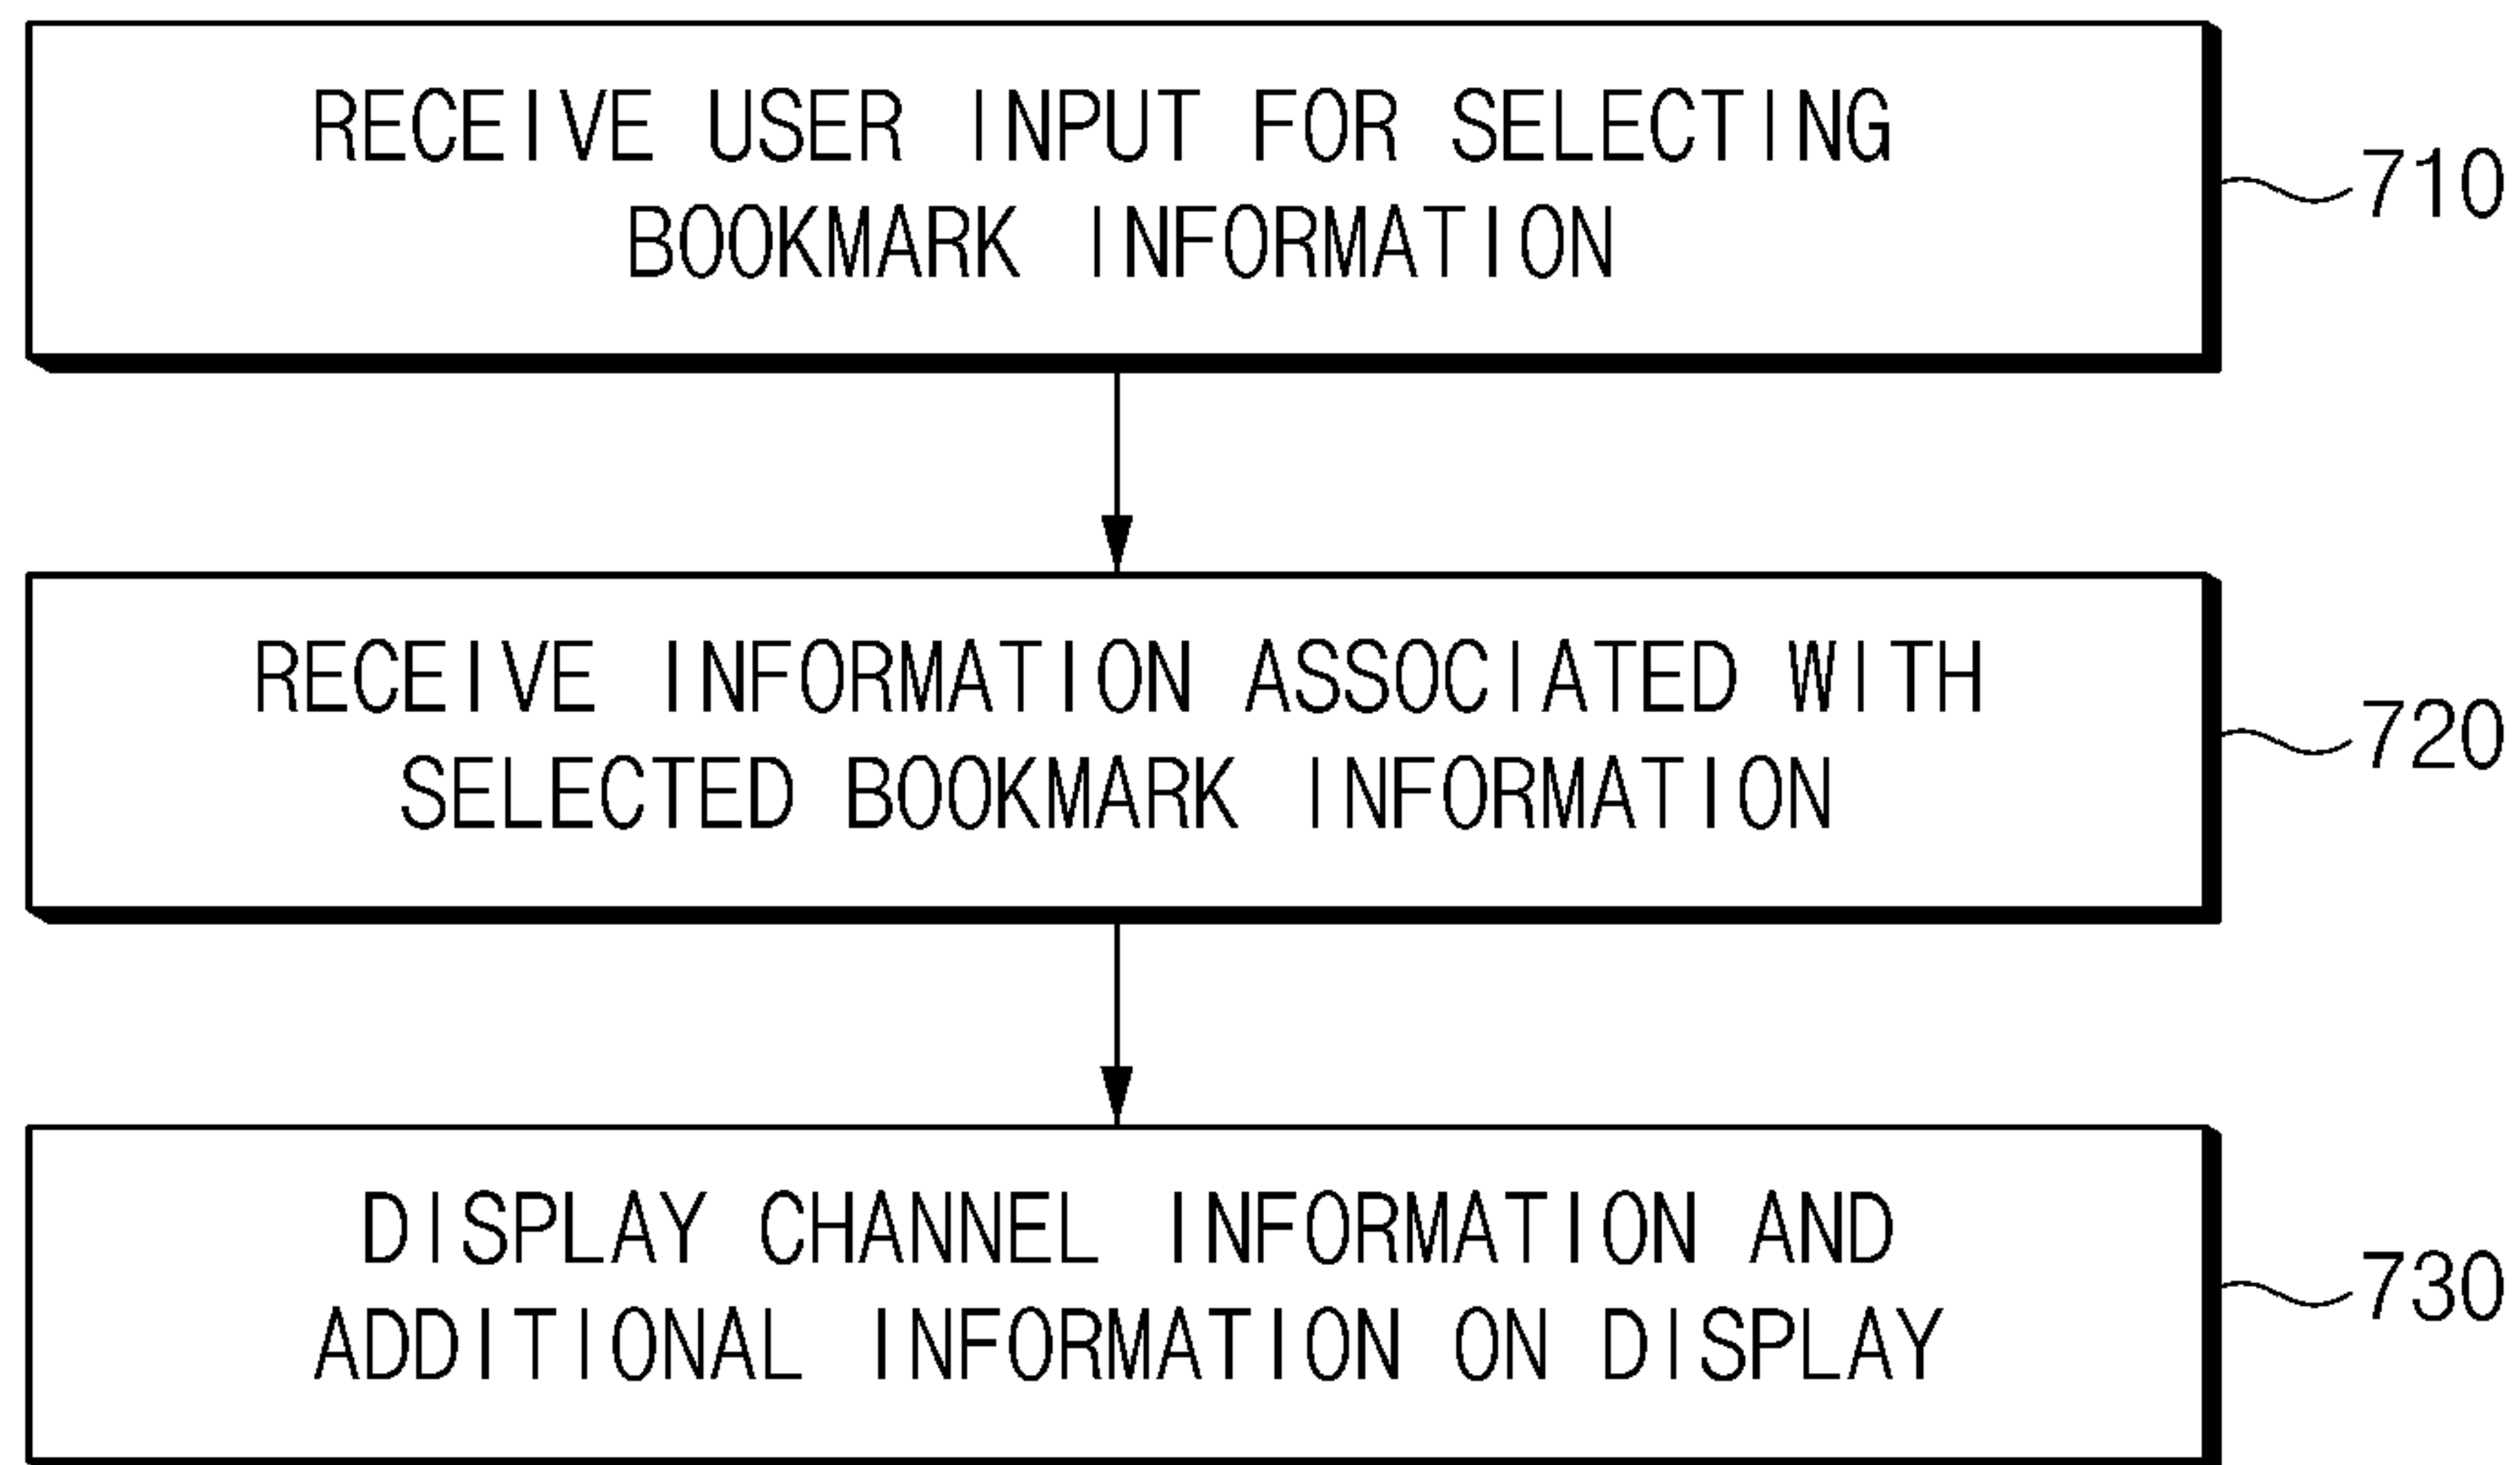 RECEIVE USER INPUT FOR SELECTING
BOOKMARK INFORMATION
710
RECEIVE INFORMATION ASSOCIATED WITH
SELECTED BOOKMARK INFORMATION
720
DISPLAY CHANNEL INFORMATION AND
ADDITIONAL INFORMATION ON DISPLAY
730